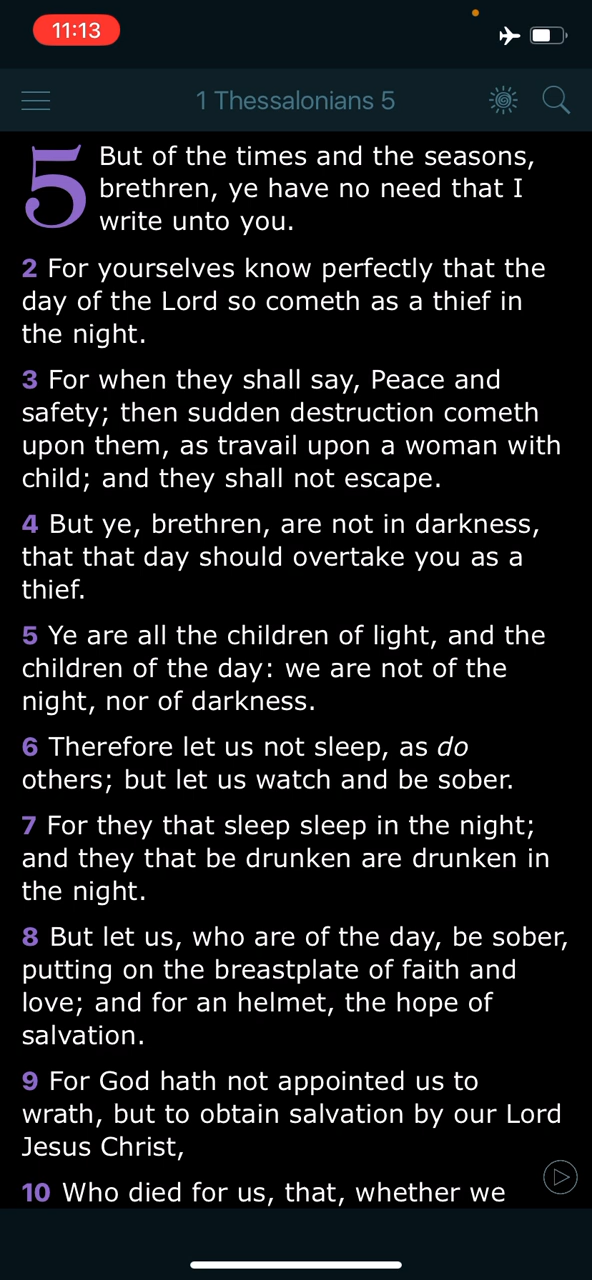 11:13
1 Thessalonians 5
5 But of the times and the seasons,
brethren, ye have no need that I
write unto you.
2 For yourselves know perfectly that the
day of the Lord so cometh as a thief in
the night.
3 For when they shall say, Peace and
safety; then sudden destruction cometh
upon them, as travail upon a woman with
child; and they shall not escape.
4 But ye, brethren, are not in darkness,
that that day should overtake you as a
thief.
5 Ye are all the children of light, and the
children of the day: we are not of the
night, nor of darkness.
6 Therefore let us not sleep, as do
others; but let us watch and be sober.
7 For they that sleep sleep in the night;
and they that be drunken are drunken in
the night.
8 But let us, who are of the day, be sober,
putting on the breastplate of faith and
love; and for an helmet, the hope of
salvation.
9 For God hath not appointed us to
wrath, but to obtain salvation by our Lord
Jesus Christ,
10 Who died for us, that, whether we